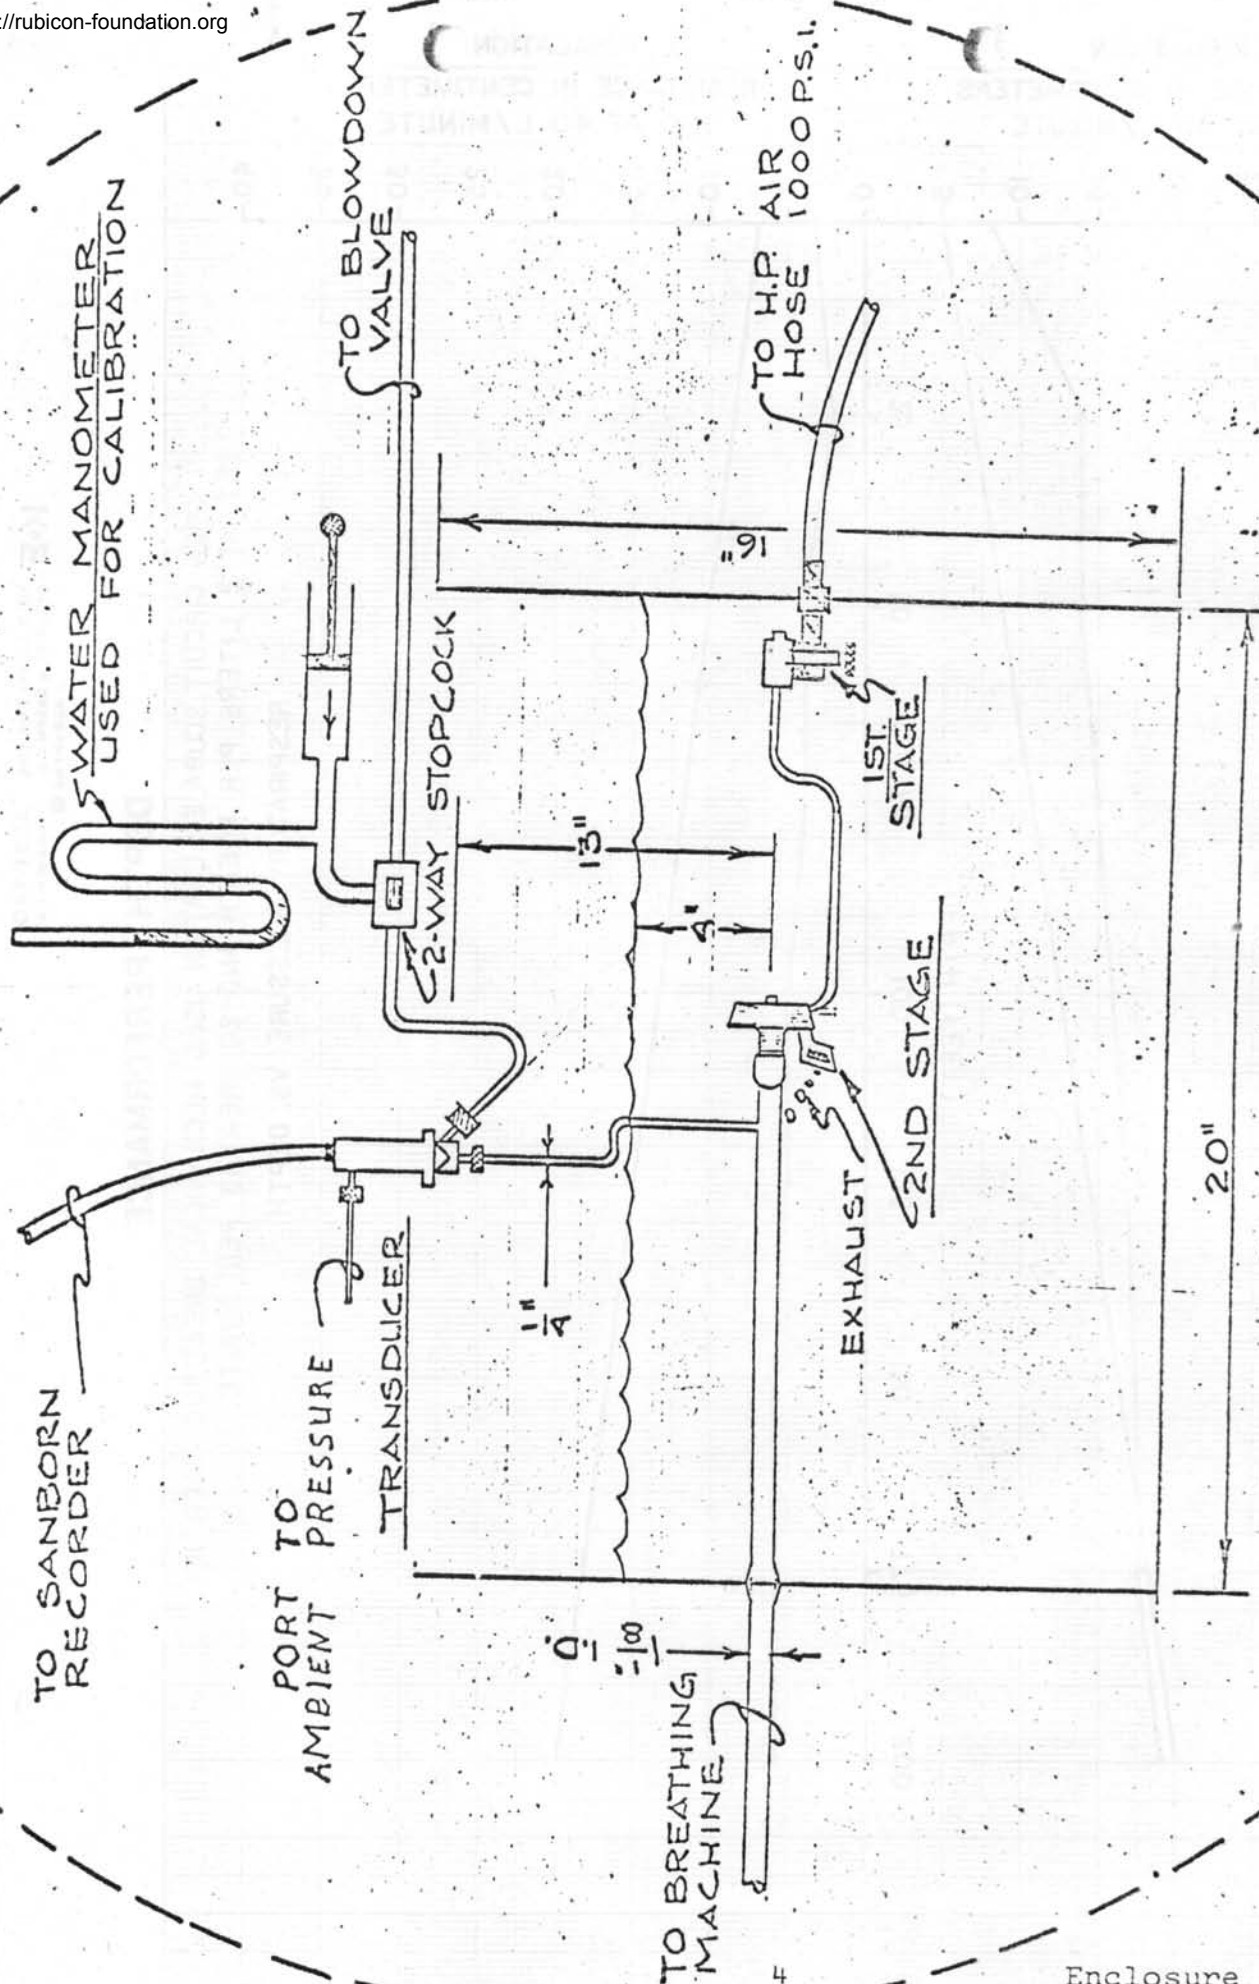 ://rubicon-foundation.org
WATER MANOMETER
USED FOR CALIBRATION
TO BLOWDOWN
VALVE
TO H.P. AIR
HOSE 1000 P.S.I.
2-WAY STOPCOCK
16"
13"
4"
1ST.
STAGE
2ND STAGE
EXHAUST
20"
TO SANBORN
RECORDER
PORT TO
AMBIENT PRESSURE
TRANSDUCER
1"
4
TO BREATHING
MACHINE
4
Enclosure